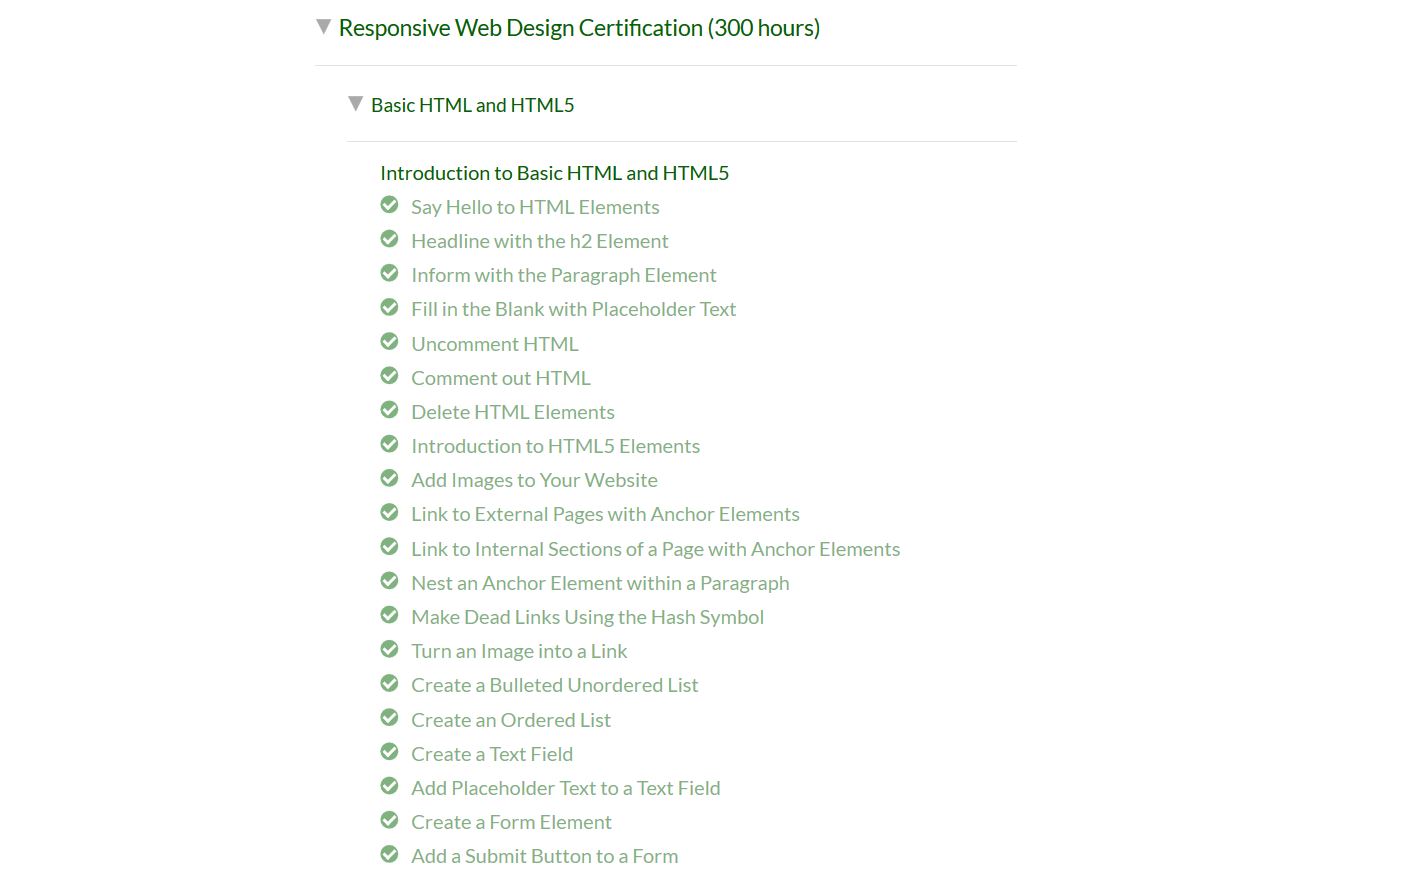 Responsive Web Design Certification (300 hours)
Basic HTML and HTML5
Introduction to Basic HTML and HTML5
Say Hello to HTML Elements
Headline with the h2 Element
Inform with the Paragraph Element
Fill in the Blank with Placeholder Text
Uncomment HTML
Comment out HTML
Delete HTML Elements
Introduction to HTML5 Elements
Add Images to Your Website
Link to External Pages with Anchor Elements
Link to Internal Sections of a Page with Anchor Elements
Nest an Anchor Element within a Paragraph
Make Dead Links Using the Hash Symbol
Turn an Image into a Link
Create a Bulleted Unordered List
Create an Ordered List
Create a Text Field
Add Placeholder Text to a Text Field
Create a Form Element
Add a Submit Button to a Form